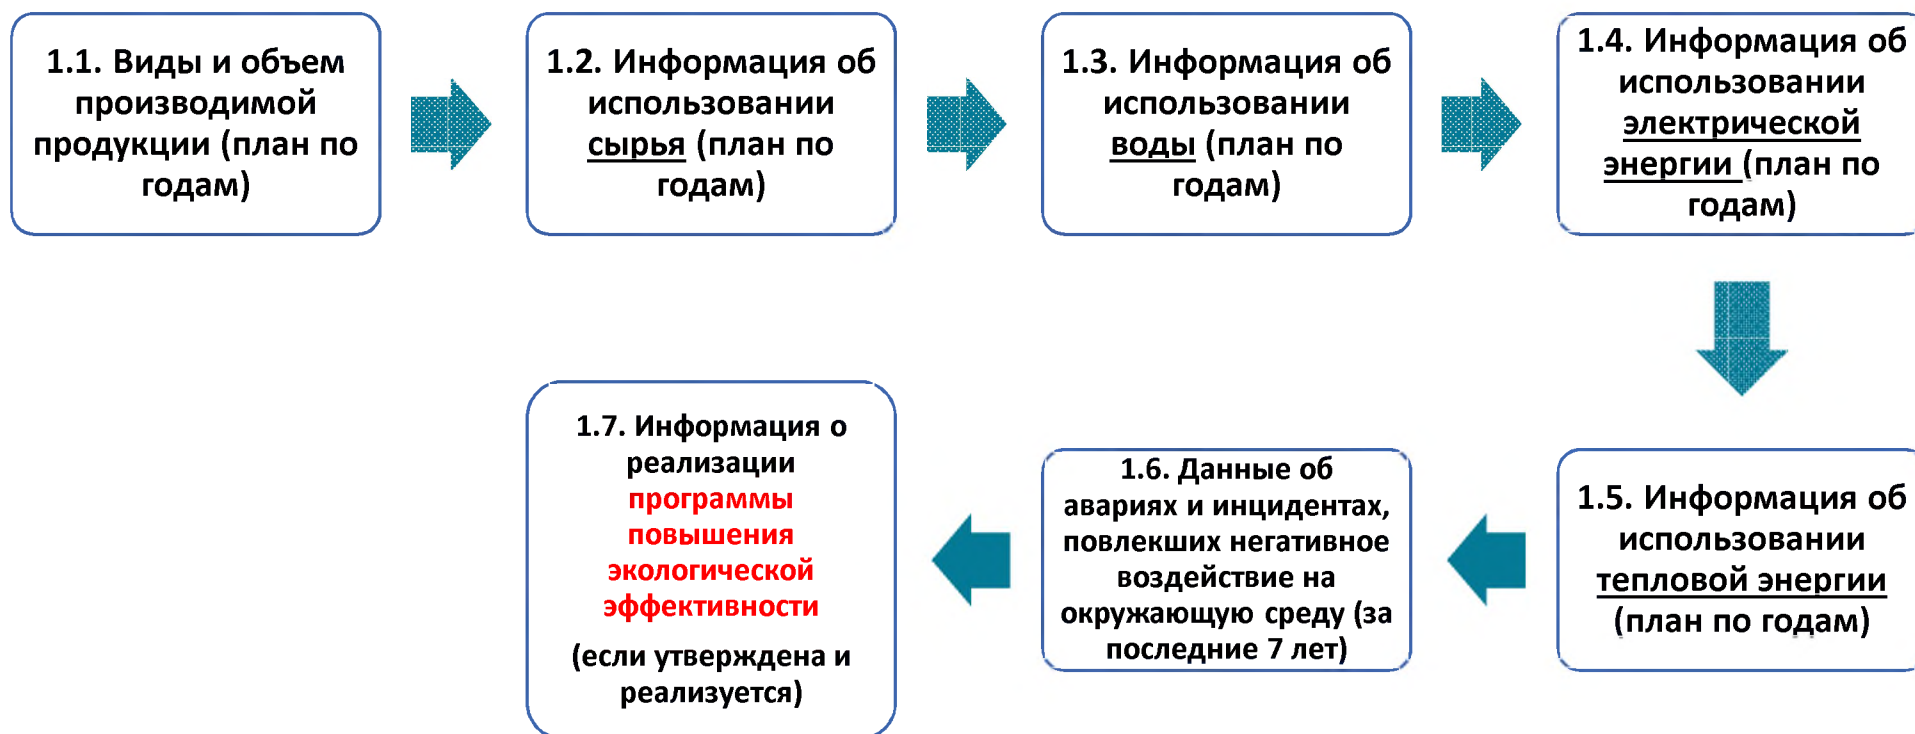 1.1. Виды и объем
производимой
продукции (план по
годам)
1.2. Информация об
использовании
сырья (план по
годам)
1.3. Информация об
использовании
воды (план по
годам)
1.4. Информация об
использовании
электрической
энергии (план по
годам)
1.5. Информация об
использовании
тепловой энергии
(план по годам)
1.6. Данные об
авариях и инцидентах,
повлекших негативное
воздействие на
окружающую среду (за
последние 7 лет)
1.7. Информация о
реализации
программы
повышения
экологической
эффективности
(если утверждена и
реализуется)